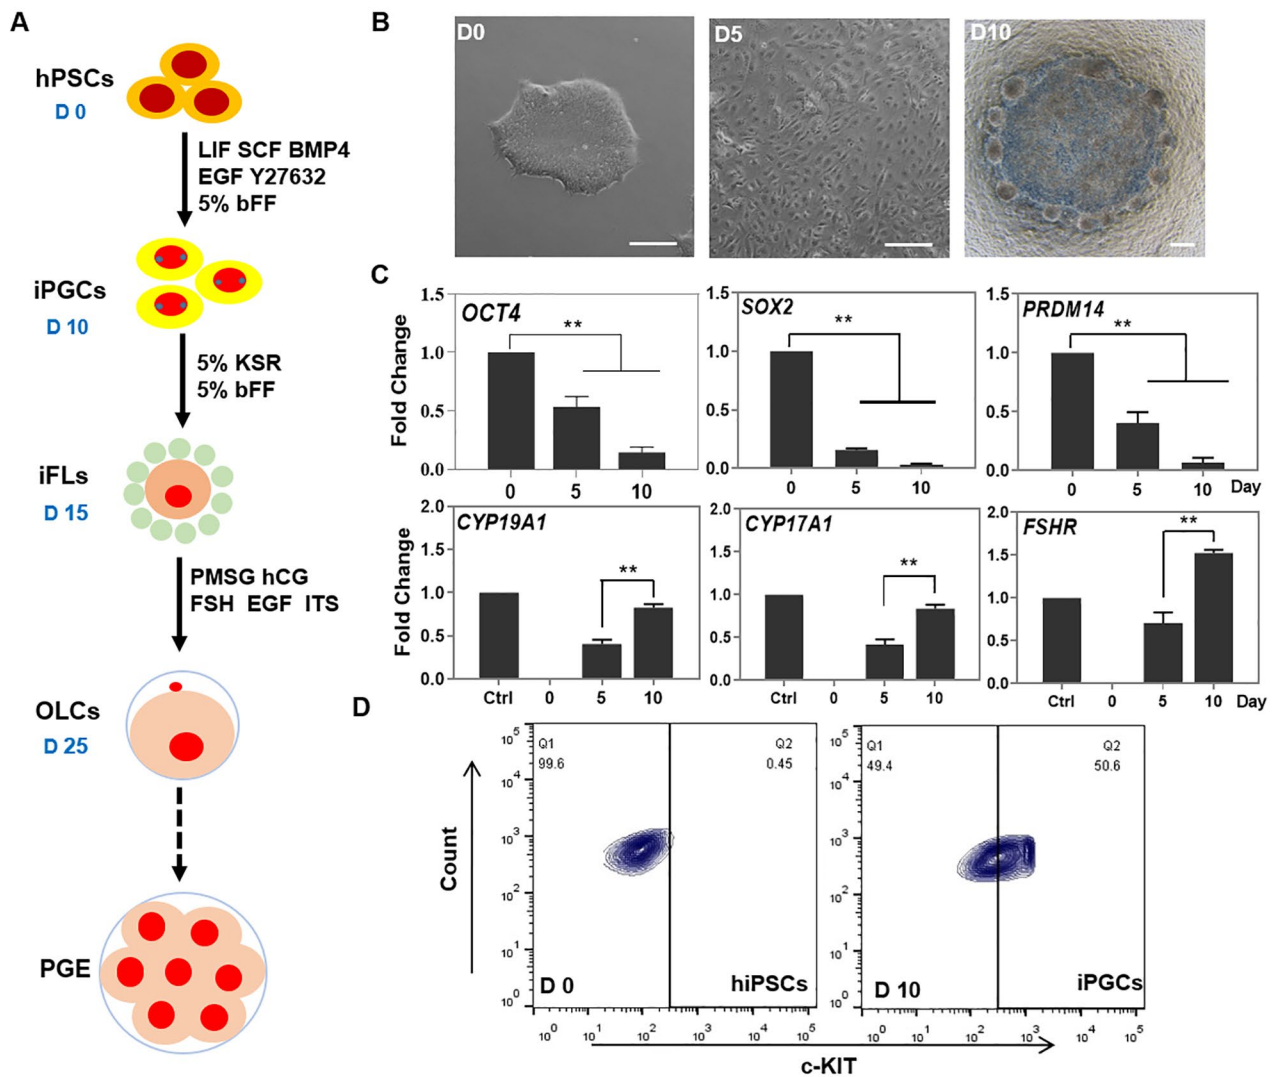 A
hPSCs
D 0
LIF SCF BMP4
EGF Y27632
5% bFF
iPGCs
D 10
5% KSR
5% bFF
iFLs
D 15
PMSG hCG
FSH EGF ITS
OLCs
D 25
PGE
B
D0
D5
D10
C
Fold Change
1.5
1.0
0.5
0.0
OCT4
**
0 5 10
1.5
1.0
0.5
0.0
SOX2
**
0 5 10
1.5
1.0
0.5
0.0
PRDM14
**
0 5 10 Day
Fold Change
2.0
1.5
1.0
0.5
0.0
CYP19A1
**
Ctrl 0 5 10
2.0
1.5
1.0
0.5
0.0
CYP17A1
**
Ctrl 0 5 10
2.0
1.5
1.0
0.5
0.0
FSHR
**
Ctrl 0 5 10 Day
D
Count
10^5
10^4
10^3
10^2
10^1
10^0
Q1
99.6
Q2
0.45
D 0
hiPSCs
10^0 10^1 10^2 10^3 10^4 10^5
10^5
10^4
10^3
10^2
10^1
10^0
Q1
49.4
Q2
50.6
D 10
iPGCs
10^0 10^1 10^2 10^3 10^4 10^5
c-KIT